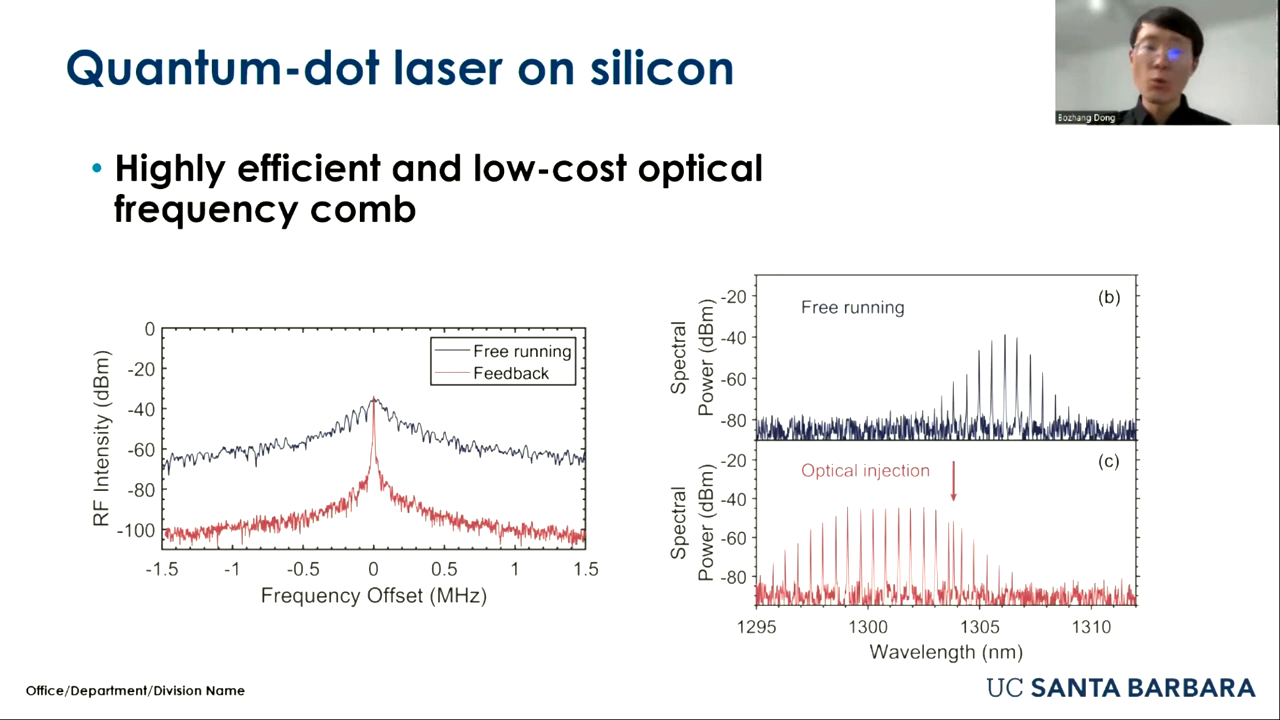 Quantum-dot laser on silicon
Bozhang Dong
• Highly efficient and low-cost optical
frequency comb
0
-20
-40
-60
-80
-100
RF Intensity (dBm)
Free running
Feedback
-1.5 -1 -0.5 0 0.5 1 1.5
Frequency Offset (MHz)
Spectral
Power (dBm)
-20
-40
-60
-80
Free running
(b)
Spectral
Power (dBm)
-20
-40
-60
-80
Optical injection
(c)
1295 1300 1305 1310
Wavelength (nm)
Office/Department/Division Name
UC SANTA BARBARA